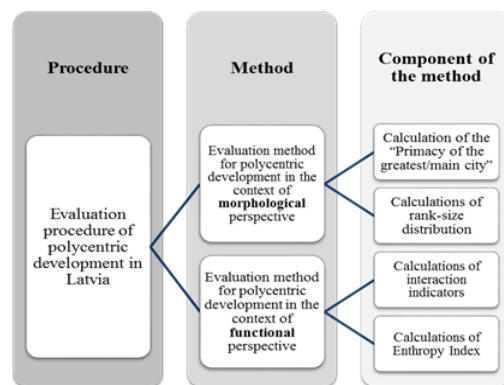 Procedure
Method
Component of
the method
Evaluation
procedure of
polycentric
development in
Latvia
Evaluation method
for polycentric
development in the
context of
morphological
perspective
Evaluation method
for polycentric
development in the
context of
functional
perspective
Calculation of the
“Primacy of the
greatest/main city”
Calculations of
rank-size
distribution
Calculations of
interaction
indicators
Calculations of
Enthropy Index